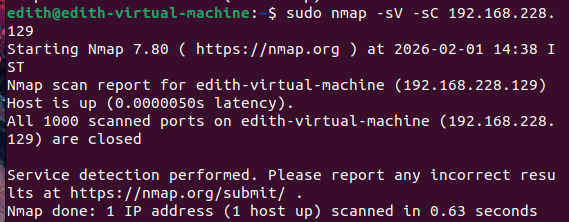 edith@edith-virtual-machine:~$ sudo nmap -sV -sC 192.168.228.
129
Starting Nmap 7.80 ( https://nmap.org ) at 2026-02-01 14:38 I
ST
Nmap scan report for edith-virtual-machine (192.168.228.129)
Host is up (0.0000050s latency).
All 1000 scanned ports on edith-virtual-machine (192.168.228.
129) are closed

Service detection performed. Please report any incorrect resu
lts at https://nmap.org/submit/ .
Nmap done: 1 IP address (1 host up) scanned in 0.63 seconds